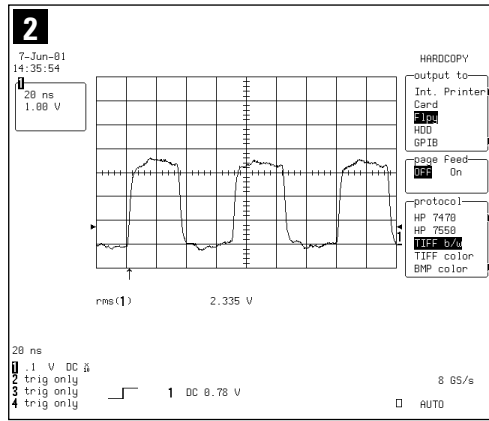 2
7-Jun-01
14:35:54
1
20 ns
1.00 V
HARDCOPY
output to
Int. Printer
Card
Flpy
HDD
GPIB
page Feed
OFF On
protocol
HP 7470
HP 7550
TIFF b/w
TIFF color
BMP color
1
rms(1) 2.335 V
20 ns
1 .1 V DC X10
2 trig only
3 trig only
4 trig only
1 DC 0.78 V
8 GS/s
AUTO